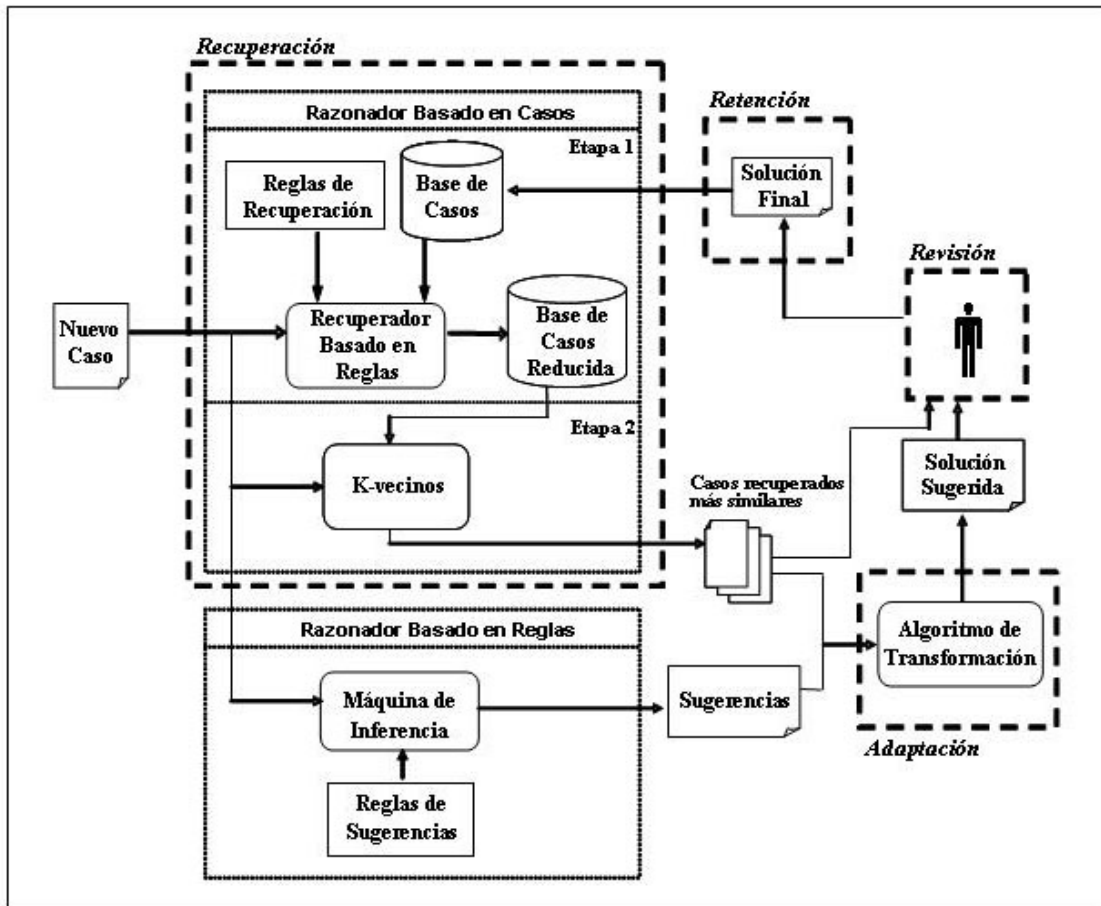 Recuperación
Razonador Basado en Casos
Etapa 1
Reglas de
Recuperación
Base de
Casos
Retención
Solución
Final
Revisión
Nuevo
Caso
Recuperador
Basado en
Reglas
Base de
Casos
Reducida
Etapa 2
K-vecinos
Casos recuperados
más similares
Solución
Sugerida
Razonador Basado en Reglas
Máquina de
Inferencia
Sugerencias
Algoritmo de
Transformación
Adaptación
Reglas de
Sugerencias